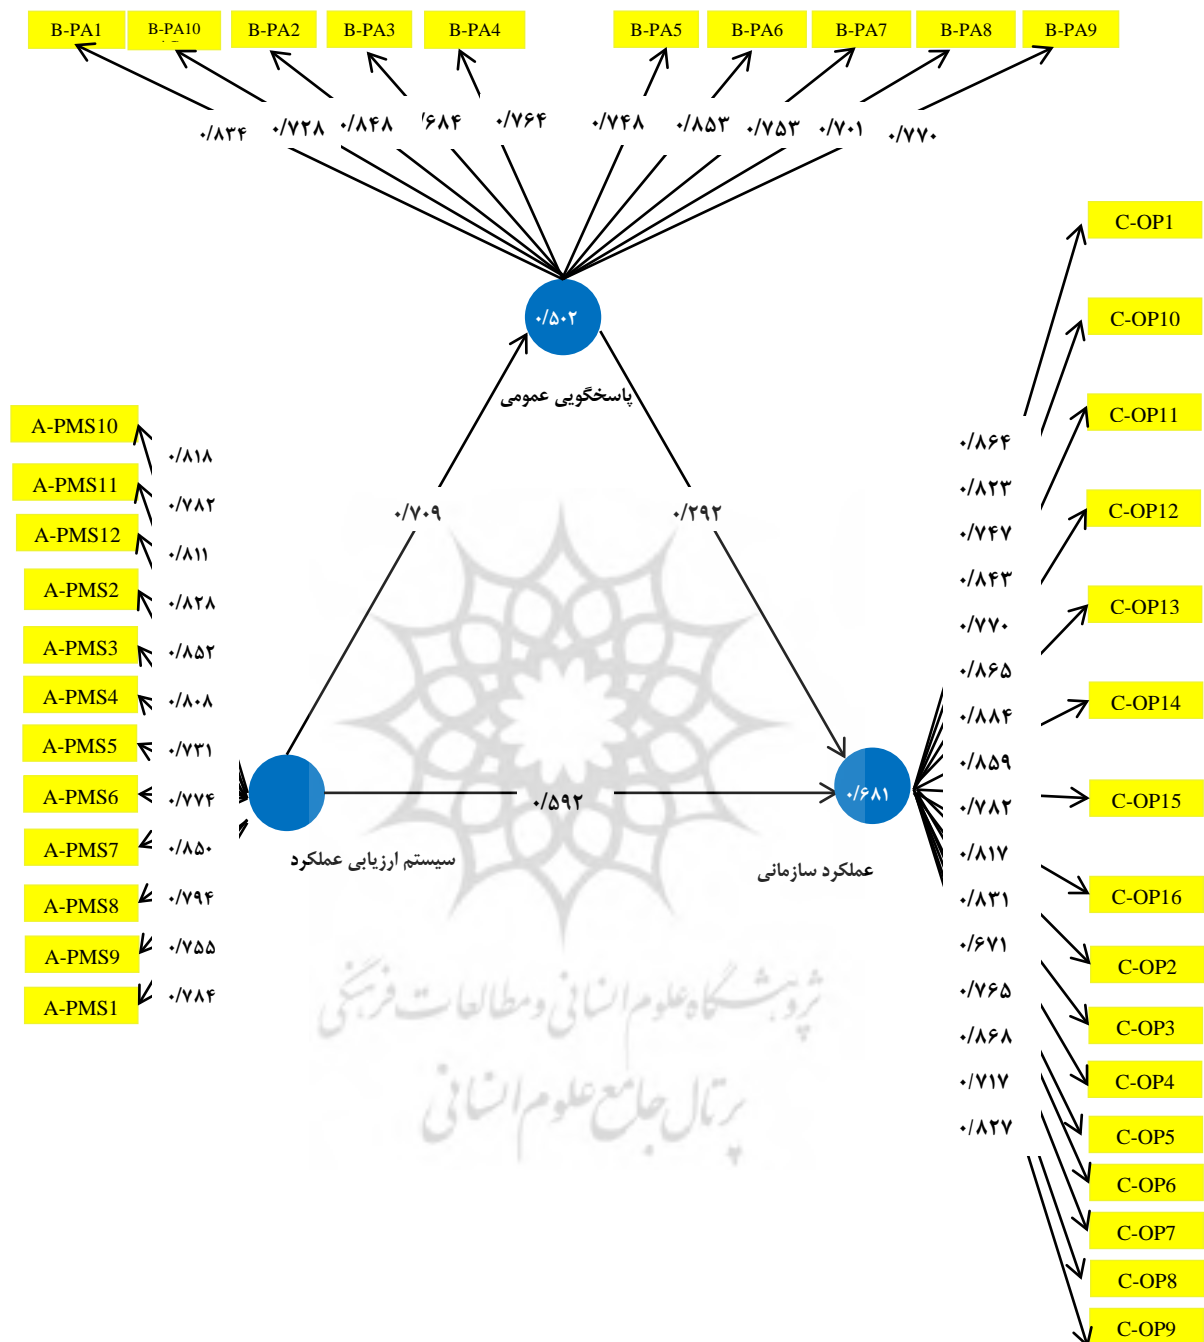 B-PA1 B-PA10 B-PA2 B-PA3 B-PA4 B-PA5 B-PA6 B-PA7 B-PA8 B-PA9
۰/۸۳۴ ۰/۷۲۸ ۰/۸۴۸ /۶۸۴ ۰/۷۶۴ ۰/۷۴۸ ۰/۸۵۳ ۰/۷۵۳ ۰/۷۰۱ ۰/۷۷۰
۰/۵۰۲
پاسخگویی عمومی
۰/۷۰۹
۰/۲۹۲
A-PMS10
A-PMS11
A-PMS12
A-PMS2
A-PMS3
A-PMS4
A-PMS5
A-PMS6
A-PMS7
A-PMS8
A-PMS9
A-PMS1
۰/۸۱۸
۰/۷۸۲
۰/۸۱۱
۰/۸۲۸
۰/۸۵۲
۰/۸۰۸
۰/۷۳۱
۰/۷۷۴
۰/۸۵۰
۰/۷۹۴
۰/۷۵۵
۰/۷۸۴
سیستم ارزیابی عملکرد
۰/۵۹۲
۰/۶۸۱
عملکرد سازمانی
۰/۸۶۴
۰/۸۲۳
۰/۷۴۷
۰/۸۴۳
۰/۷۷۰
۰/۸۶۵
۰/۸۸۴
۰/۸۵۹
۰/۷۸۲
۰/۸۱۷
۰/۸۳۱
۰/۶۷۱
۰/۷۶۵
۰/۸۶۸
۰/۷۱۷
۰/۸۲۷
C-OP1
C-OP10
C-OP11
C-OP12
C-OP13
C-OP14
C-OP15
C-OP16
C-OP2
C-OP3
C-OP4
C-OP5
C-OP6
C-OP7
C-OP8
C-OP9
پژوهشگاه علوم انسانی و مطالعات فرهنگی
پرتال جامع علوم انسانی